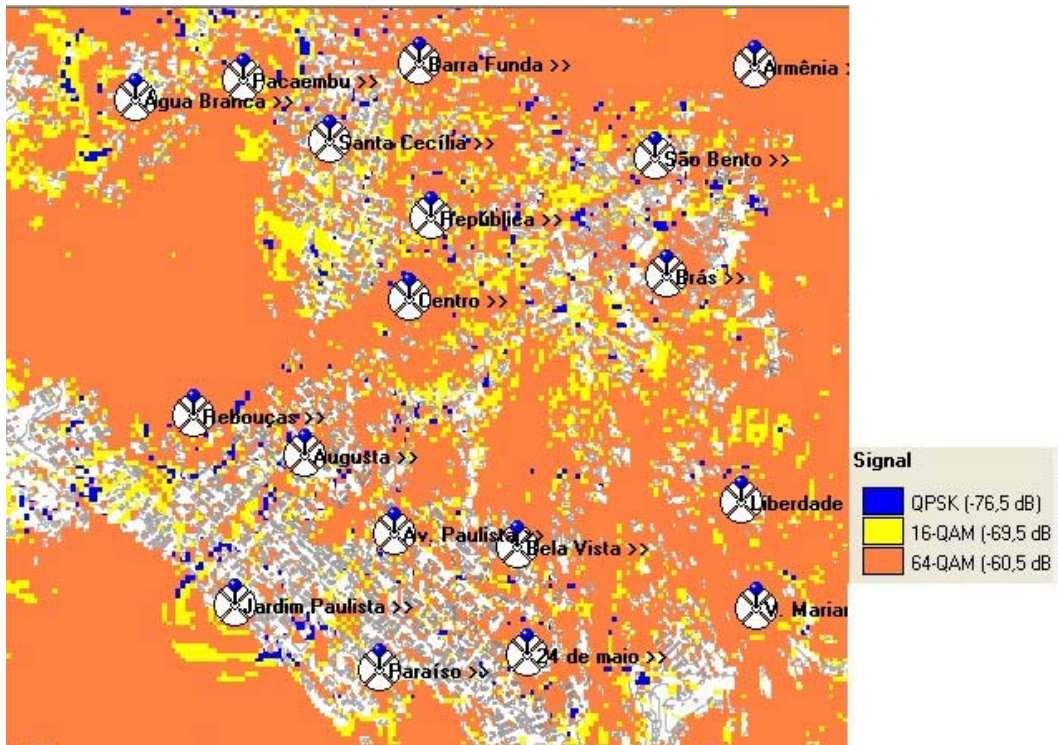 Barra Funda >>
Armênia >
Pacaembu >>
Água Branca >>
Santa Cecília >>
São Bento >>
República >>
Brás >>
Centro >>
Rebouças >>
Augusta >>
Signal
QPSK (-76,5 dB)
16-QAM (-69,5 dB
64-QAM (-60,5 dB
Liberdade
Av. Paulista >>
Bela Vista >>
Jardim Paulista >>
V. Marian
24 de maio >>
Paraíso >>